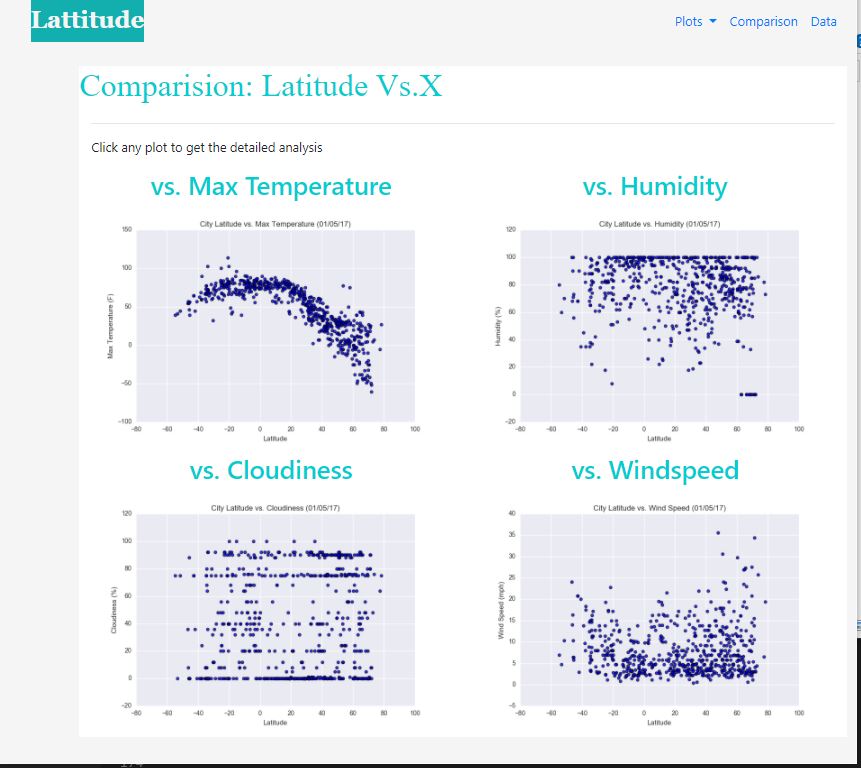 Lattitude
Plots Comparison Data
Comparision: Latitude Vs.X
Click any plot to get the detailed analysis
vs. Max Temperature
vs. Humidity
City Latitude vs. Max Temperature (01/05/17)
150
100
50
0
−50
−100
Max Temperature (F)
−80 −60 −40 −20 0 20 40 60 80 100
Latitude
City Latitude vs. Humidity (01/05/17)
120
100
80
60
40
20
0
−20
Humidity (%)
−80 −60 −40 −20 0 20 40 60 80 100
Latitude
vs. Cloudiness
vs. Windspeed
City Latitude vs. Cloudiness (01/05/17)
120
100
80
60
40
20
0
−20
Cloudiness (%)
−80 −60 −40 −20 0 20 40 60 80 100
Latitude
City Latitude vs. Wind Speed (01/05/17)
40
35
30
25
20
15
10
5
0
−5
Wind Speed (mph)
−80 −60 −40 −20 0 20 40 60 80 100
Latitude